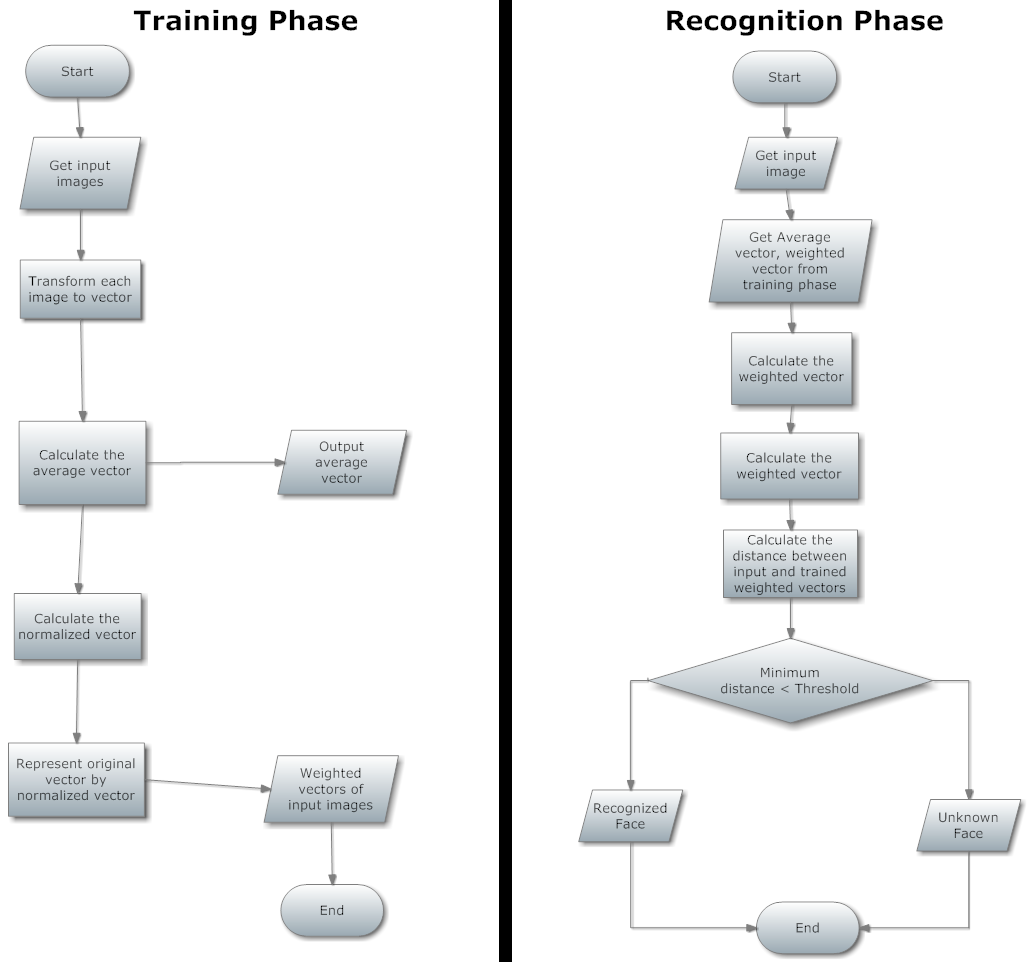 Training Phase
Start
Get input
images
Transform each
image to vector
Calculate the
average vector
Output
average
vector
Calculate the
normalized vector
Represent original
vector by
normalized vector
Weighted
vectors of
input images
End
Recognition Phase
Start
Get input
image
Get Average
vector, weighted
vector from
training phase
Calculate the
weighted vector
Calculate the
weighted vector
Calculate the
distance between
input and trained
weighted vectors
Minimum
distance < Threshold
Recognized
Face
Unknown
Face
End